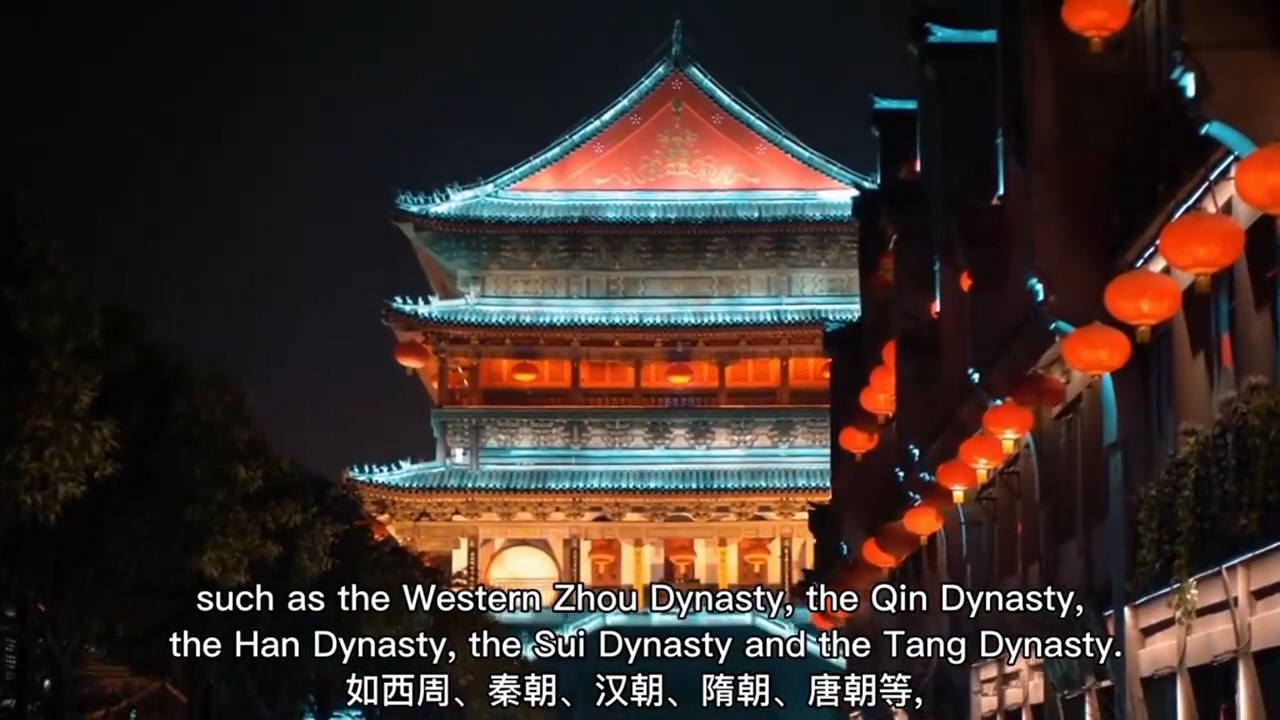 such as the Western Zhou Dynasty, the Qin Dynasty,
the Han Dynasty, the Sui Dynasty and the Tang Dynasty.
如西周、秦朝、汉朝、隋朝、唐朝等,